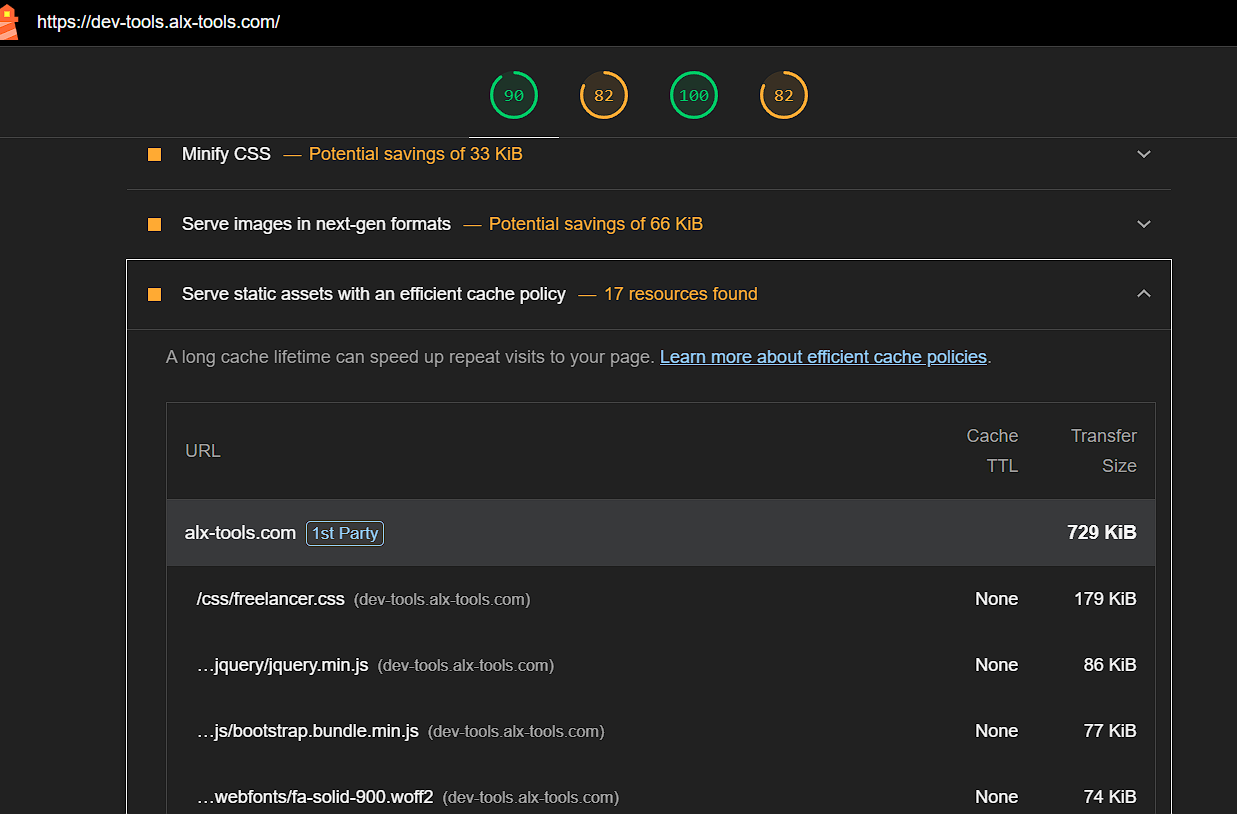 https://dev-tools.alx-tools.com/
90 82 100 82
Minify CSS — Potential savings of 33 KiB
Serve images in next-gen formats — Potential savings of 66 KiB
Serve static assets with an efficient cache policy — 17 resources found
A long cache lifetime can speed up repeat visits to your page. Learn more about efficient cache policies.
URL Cache TTL Transfer Size
alx-tools.com 1st Party 729 KiB
/css/freelancer.css (dev-tools.alx-tools.com) None 179 KiB
…jquery/jquery.min.js (dev-tools.alx-tools.com) None 86 KiB
…js/bootstrap.bundle.min.js (dev-tools.alx-tools.com) None 77 KiB
…webfonts/fa-solid-900.woff2 (dev-tools.alx-tools.com) None 74 KiB